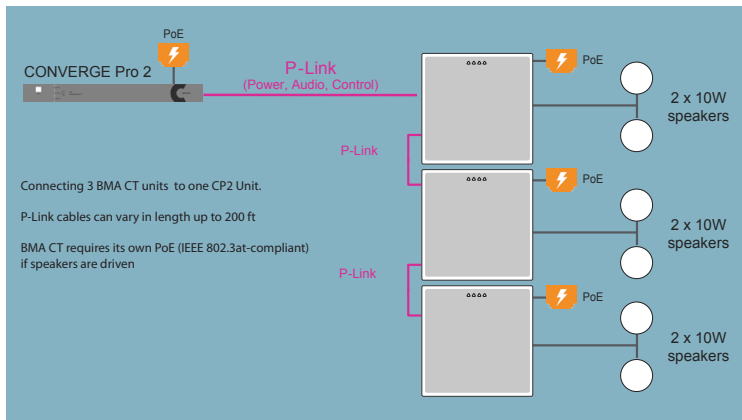 PoE
CONVERGE Pro 2
P-Link
(Power, Audio, Control)
PoE
2 x 10W
speakers
P-Link
Connecting 3 BMA CT units to one CP2 Unit.
P-Link cables can vary in length up to 200 ft
BMA CT requires its own PoE (IEEE 802.3at-compliant)
if speakers are driven
PoE
2 x 10W
speakers
P-Link
PoE
2 x 10W
speakers